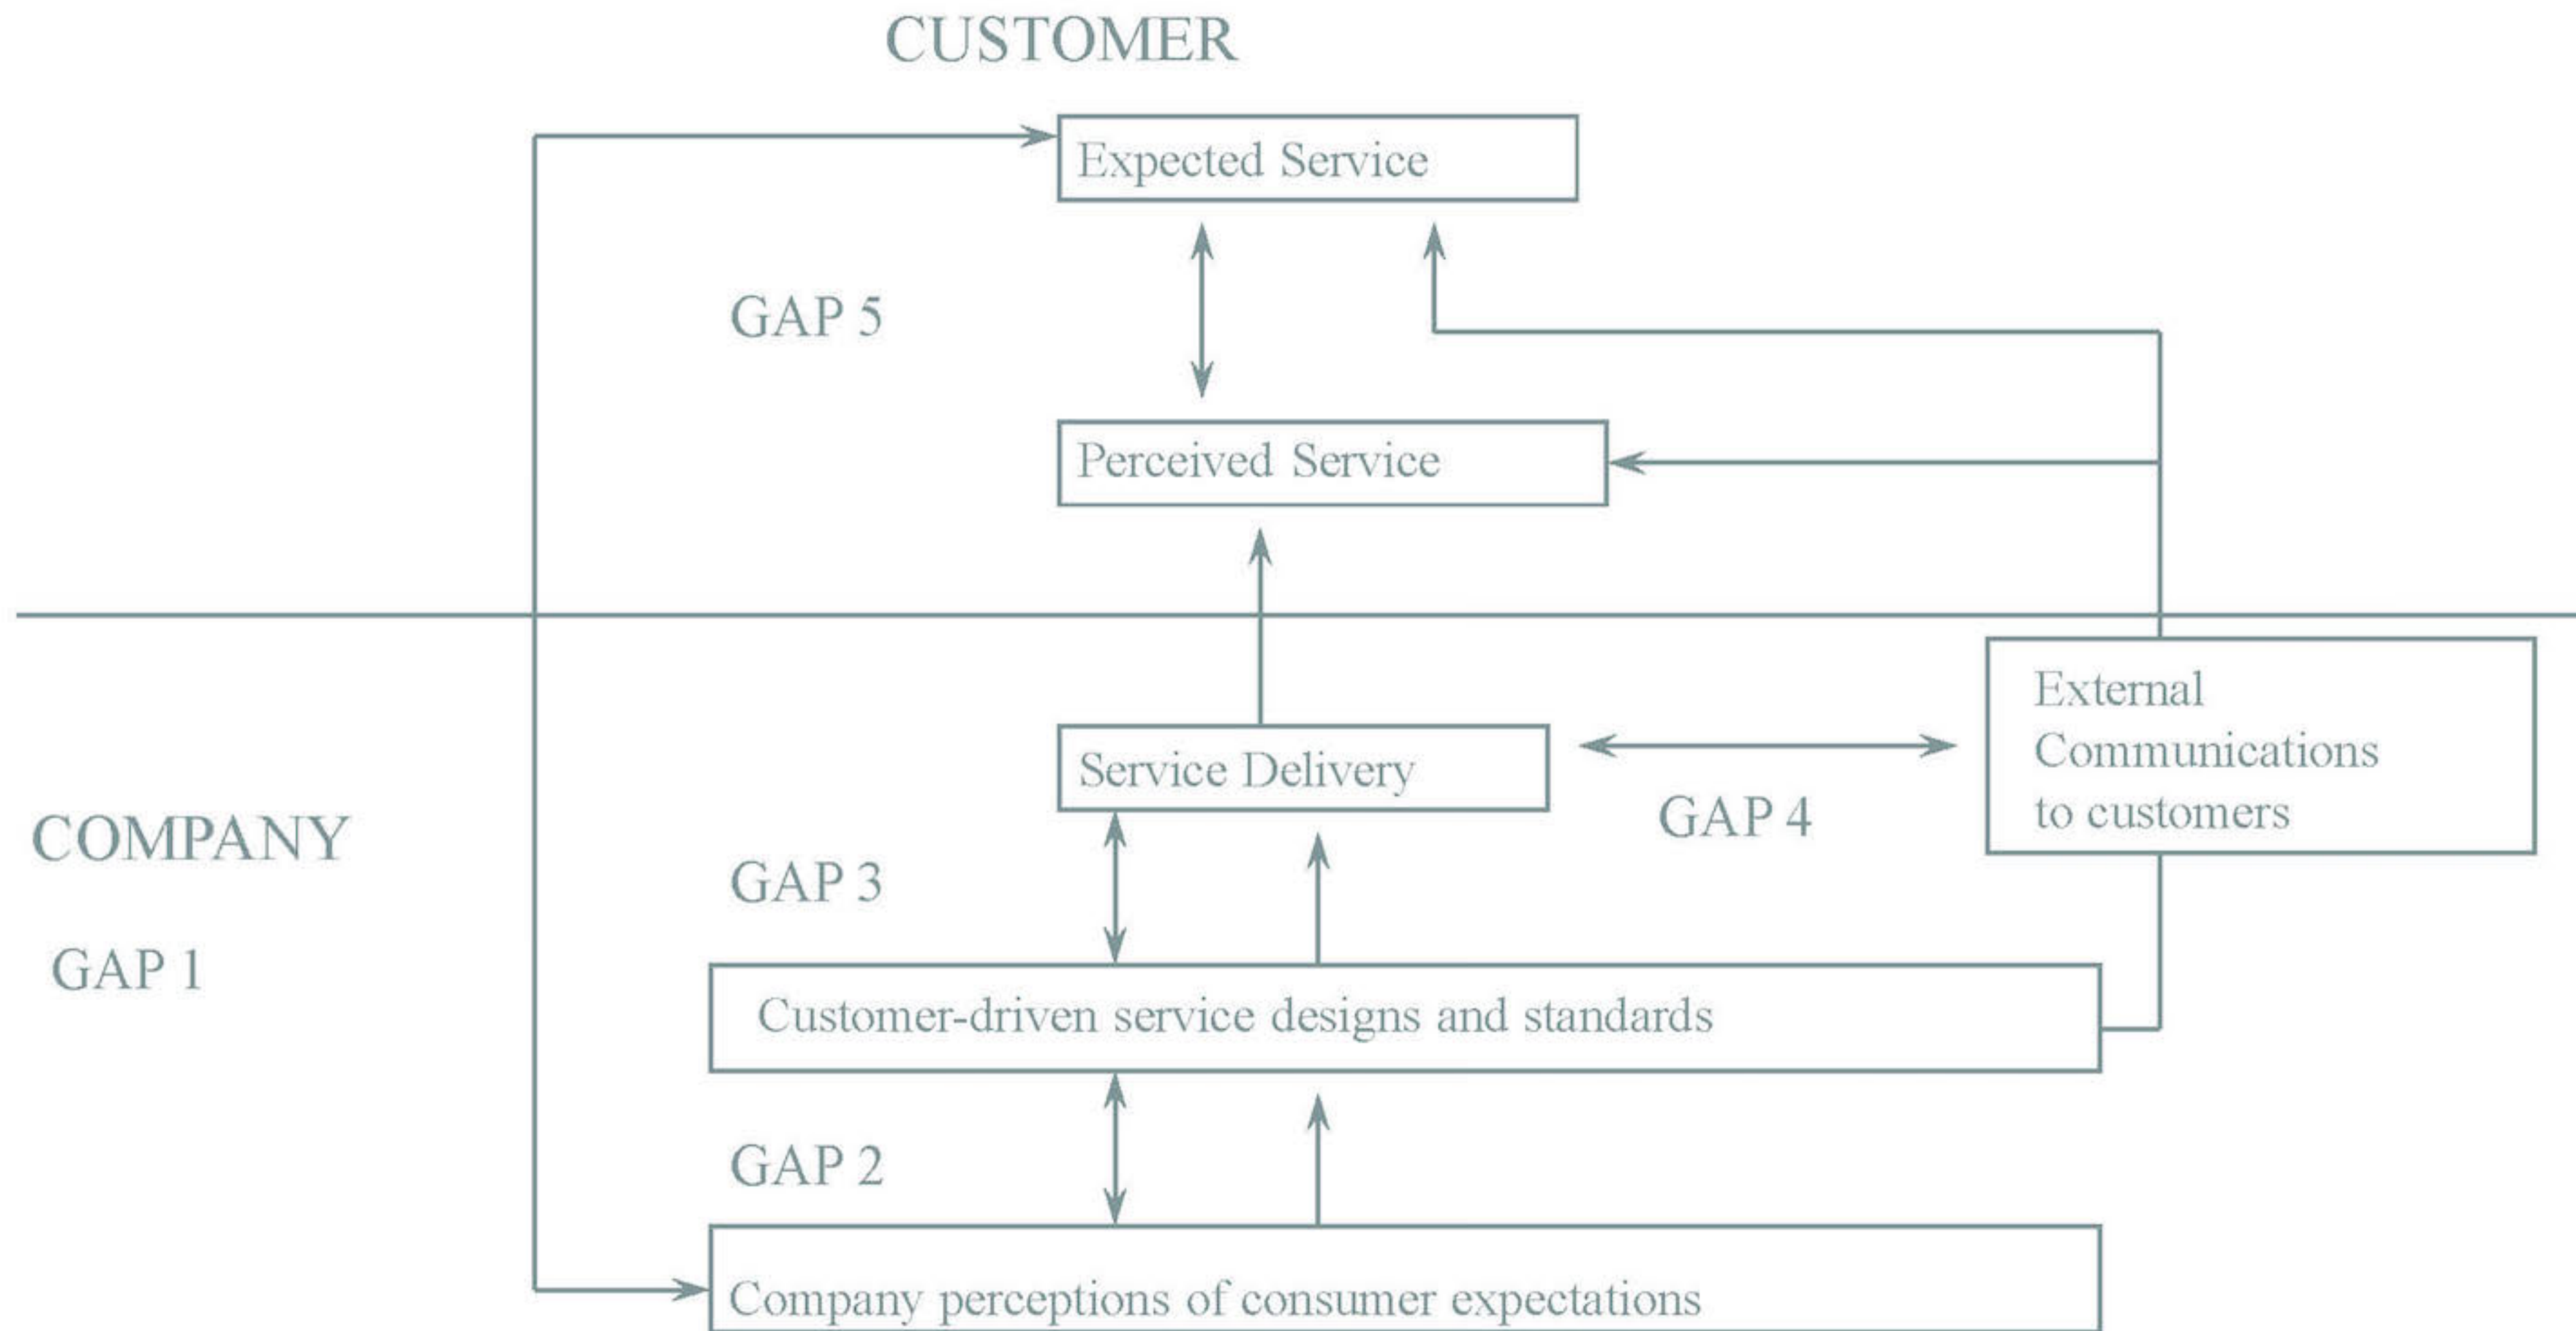 CUSTOMER
Expected Service
GAP 5
Perceived Service
External
Communications
to customers
Service Delivery
GAP 4
COMPANY
GAP 3
GAP 1
Customer-driven service designs and standards
GAP 2
Company perceptions of consumer expectations